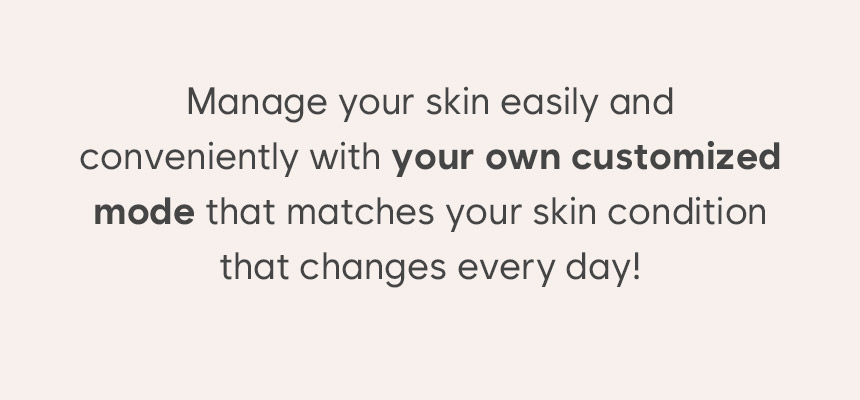 Manage your skin easily and
conveniently with your own customized
mode that matches your skin condition
that changes every day!